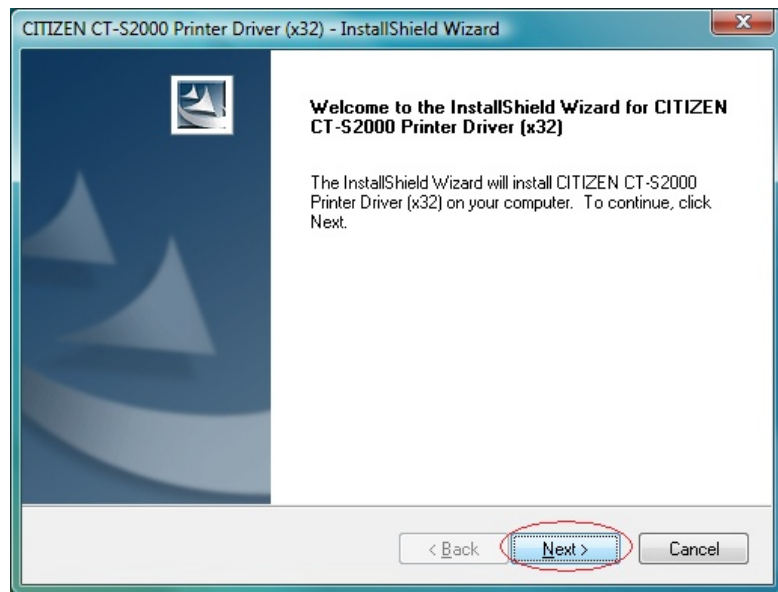 CITIZEN CT-S2000 Printer Driver (x32) - InstallShield Wizard
Welcome to the InstallShield Wizard for CITIZEN
CT-S2000 Printer Driver (x32)
The InstallShield Wizard will install CITIZEN CT-S2000
Printer Driver (x32) on your computer. To continue, click
Next.
< Back Next > Cancel